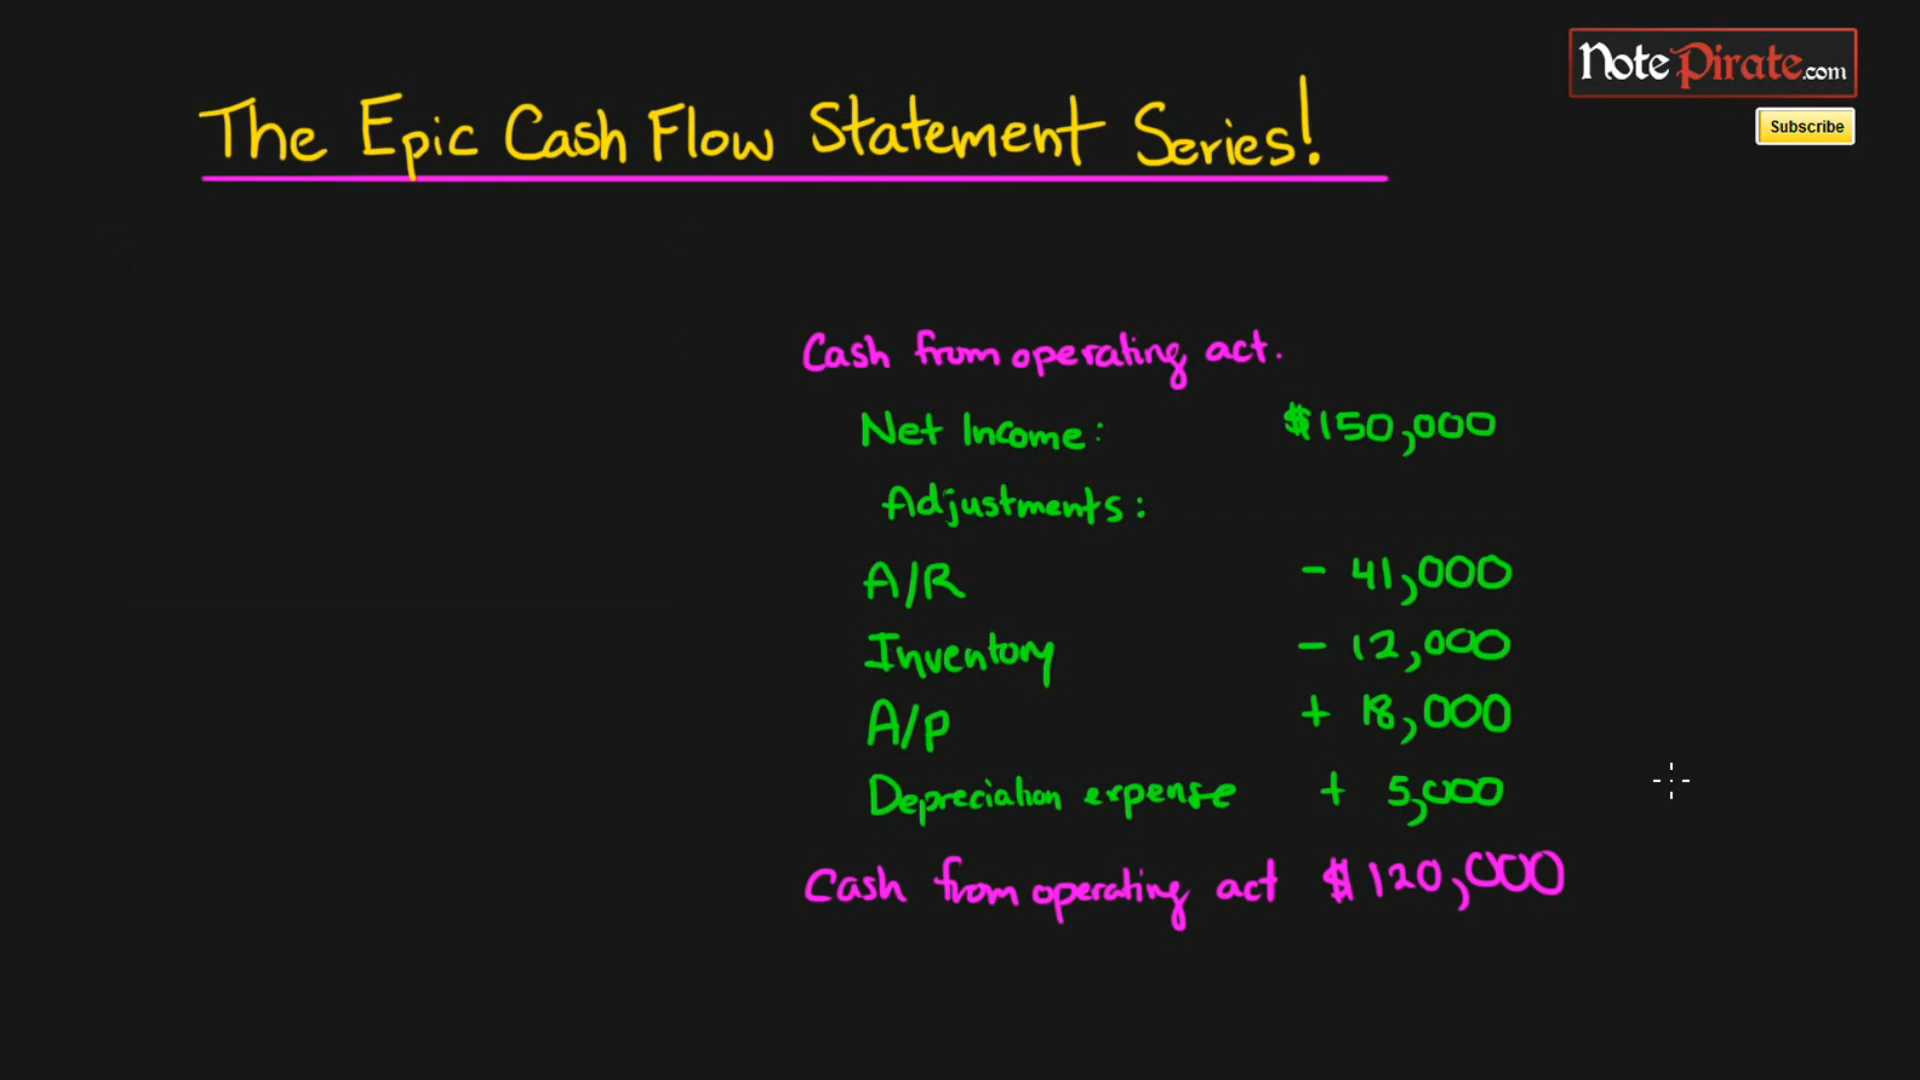 NotePirate.com
Subscribe
The Epic Cash Flow Statement Series!
Cash from operating act.
Net Income: $150,000
Adjustments:
A/R - 41,000
Inventory - 12,000
A/P + 18,000
Depreciation expense + 5,000
Cash from operating act $120,000